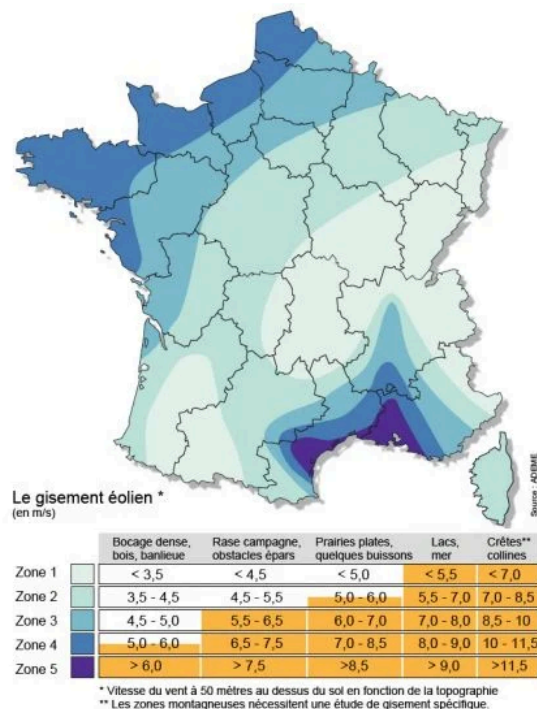 Le gisement éolien *
(en m/s)
Source : ADEME
Bocage dense, bois, banlieue
Rase campagne, obstacles épars
Prairies plates, quelques buissons
Lacs, mer
Crêtes** collines
Zone 1 < 3,5 < 4,5 < 5,0 < 5,5 < 7,0
Zone 2 3,5 - 4,5 4,5 - 5,5 5,0 - 6,0 5,5 - 7,0 7,0 - 8,5
Zone 3 4,5 - 5,0 5,5 - 6,5 6,0 - 7,0 7,0 - 8,0 8,5 - 10
Zone 4 5,0 - 6,0 6,5 - 7,5 7,0 - 8,5 8,0 - 9,0 10 - 11,5
Zone 5 > 6,0 > 7,5 >8,5 > 9,0 >11,5
* Vitesse du vent à 50 mètres au dessus du sol en fonction de la topographie
** Les zones montagneuses nécessitent une étude de gisement spécifique.